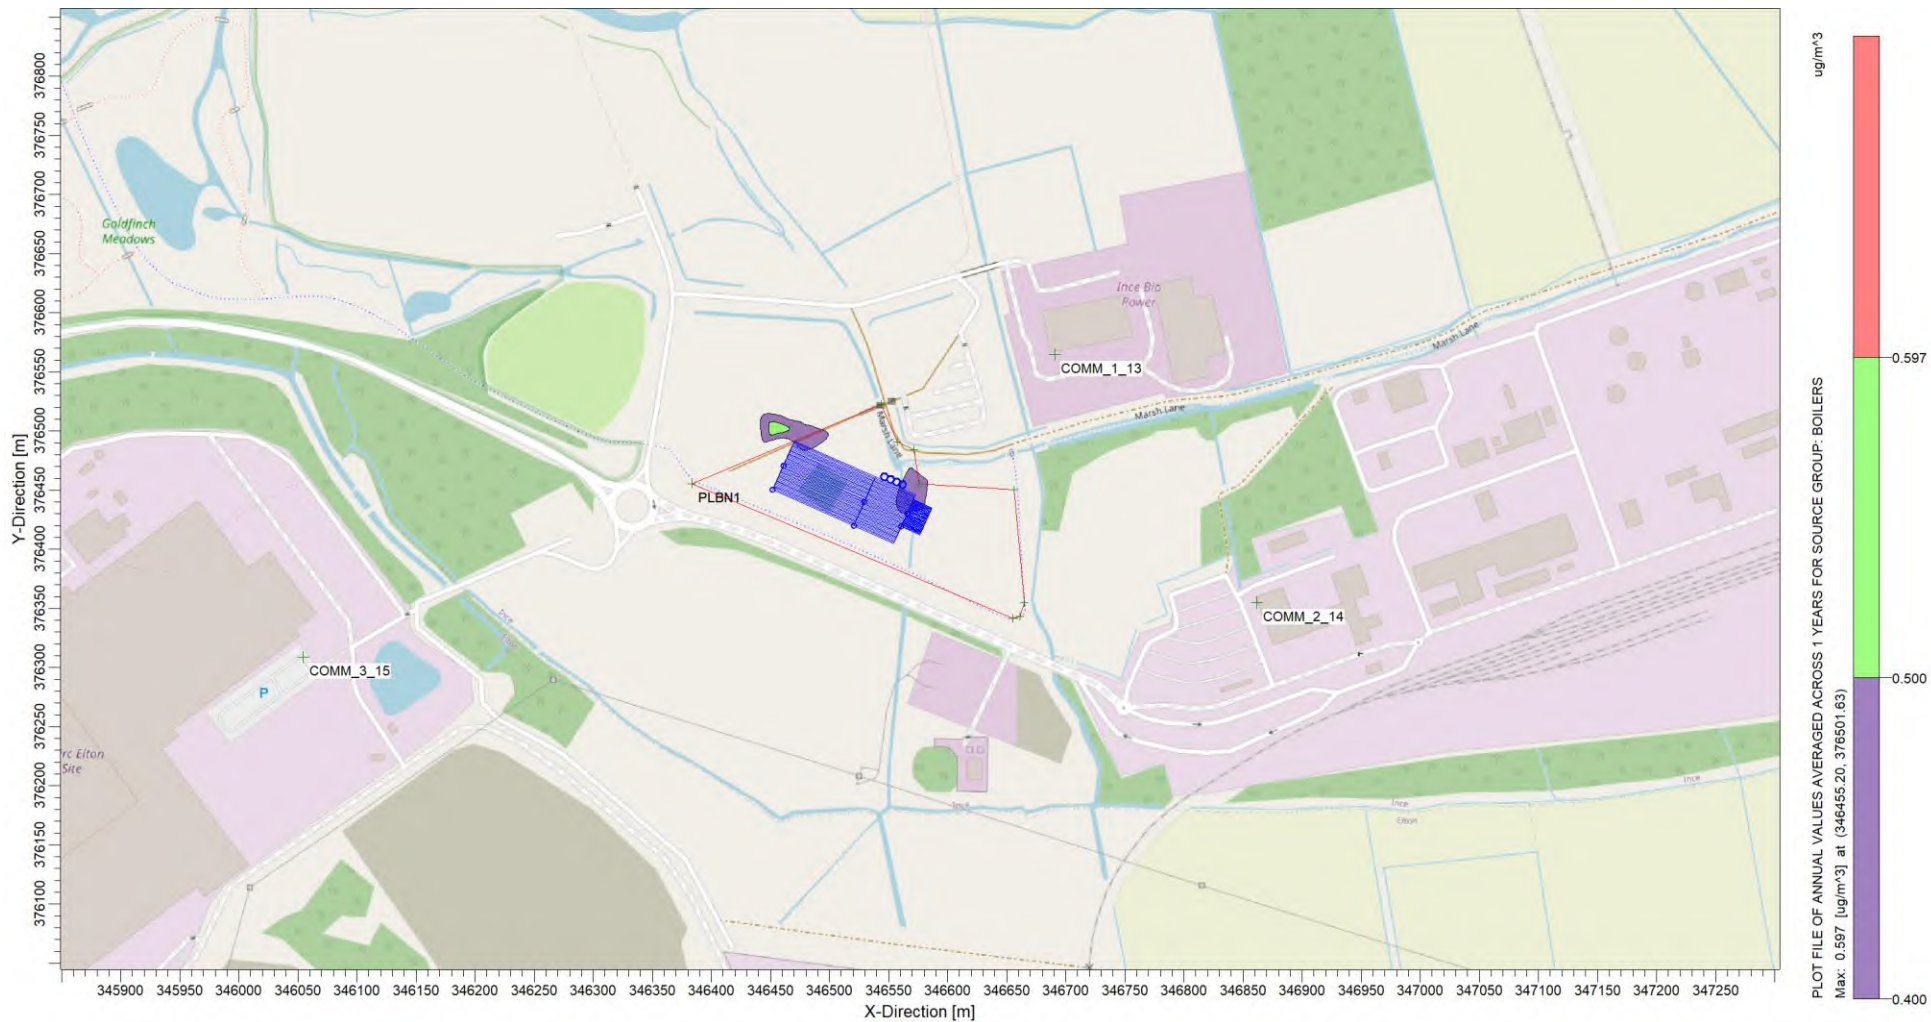 ug/m^3
376800
376750
376700
376650
376600
376550
376500
376450
376400
376350
376300
376250
376200
376150
376100
Y-Direction [m]
Goldfinch
Meadows
Ince Bio
Power
COMM_1_13
Marsh Lane
Marsh Lane
Marsh Lane
PLBN1
COMM_2_14
COMM_3_15
P
Ince
rc Elton
Site
Ince
Ince
Ince
Elton
345900 345950 346000 346050 346100 346150 346200 346250 346300 346350 346400 346450 346500 346550 346600 346650 346700 346750 346800 346850 346900 346950 347000 347050 347100 347150 347200 347250
X-Direction [m]
PLOT FILE OF ANNUAL VALUES AVERAGED ACROSS 1 YEARS FOR SOURCE GROUP: BOILERS
Max: 0.597 [ug/m^3] at (346455.20, 376501.63)
0.597
0.500
0.400